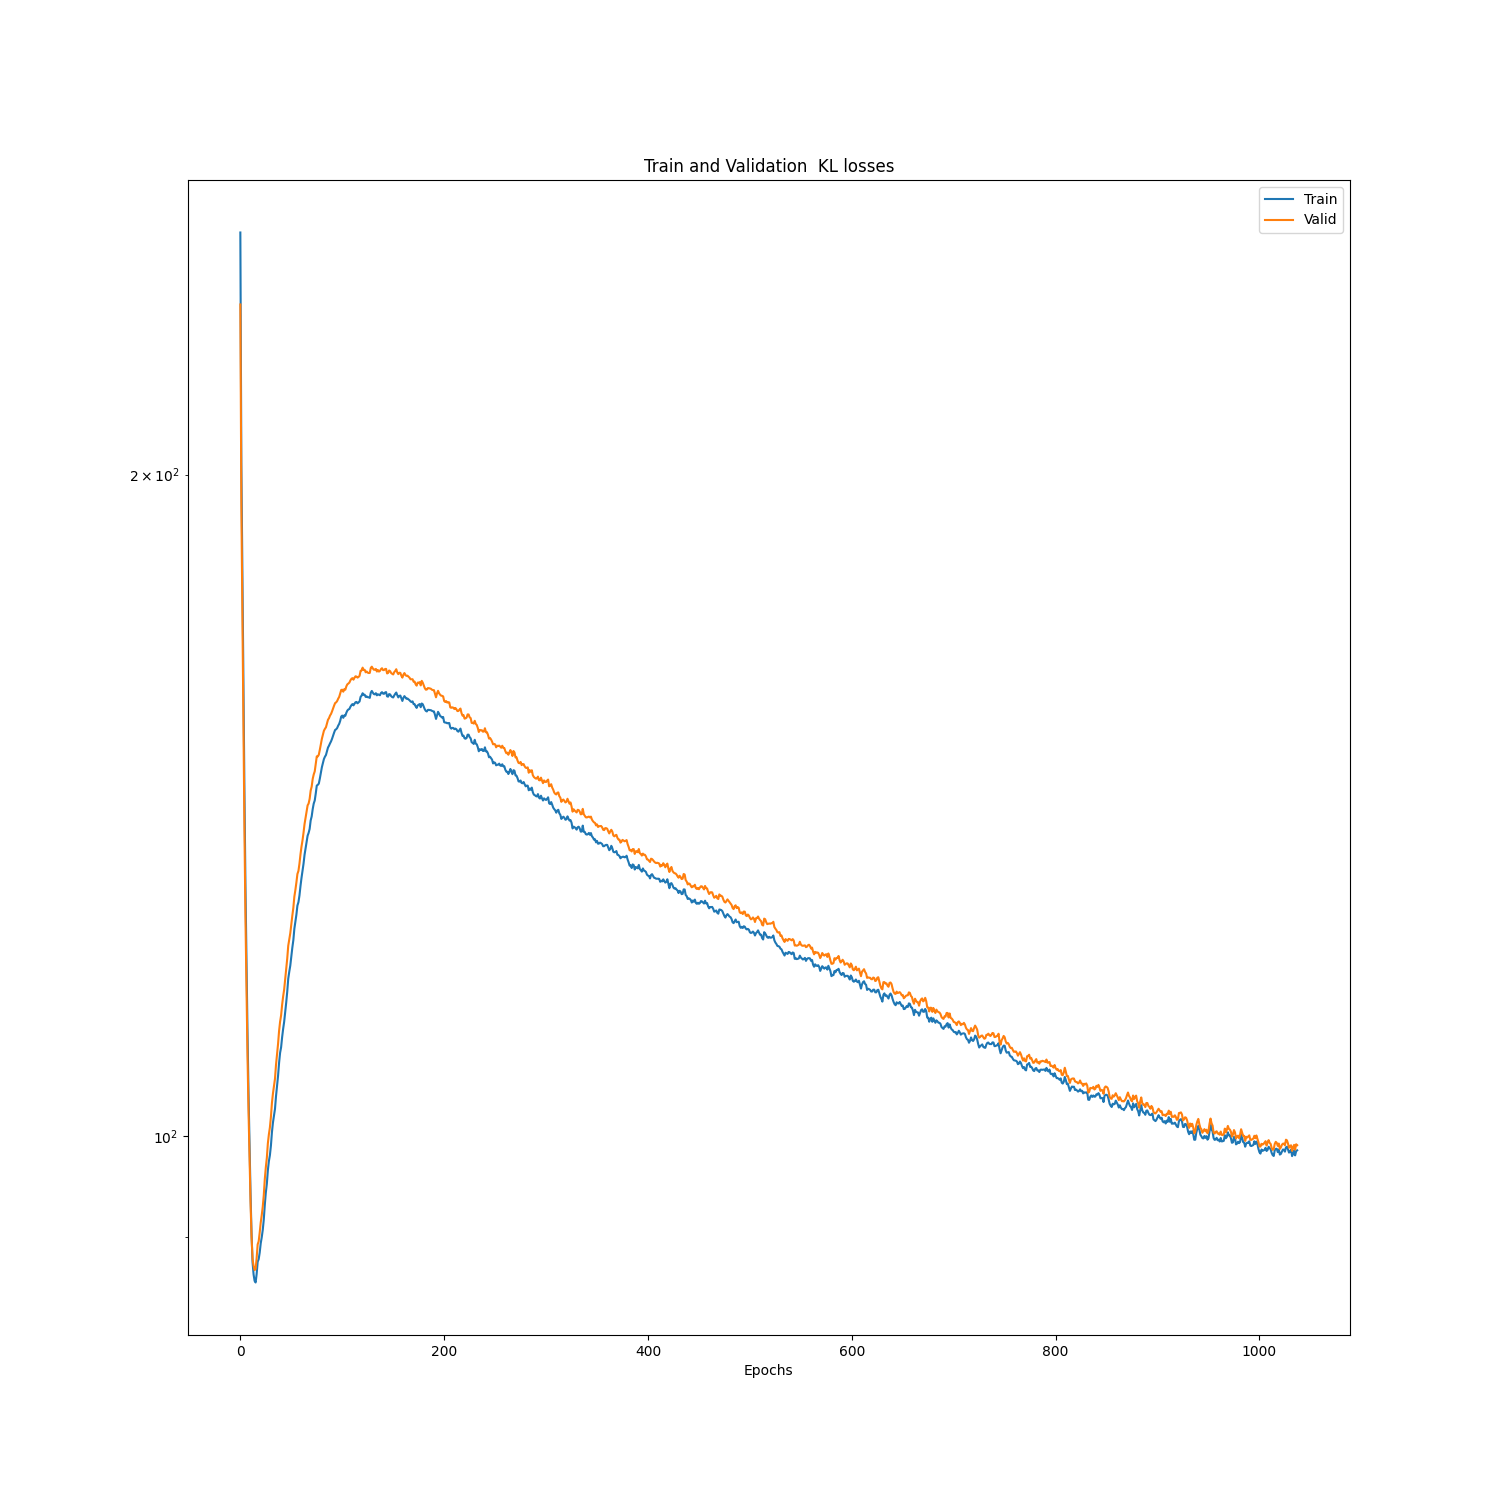 Train and Validation  KL losses
Train
Valid
2 × 10²
10²
0 200 400 600 800 1000
Epochs